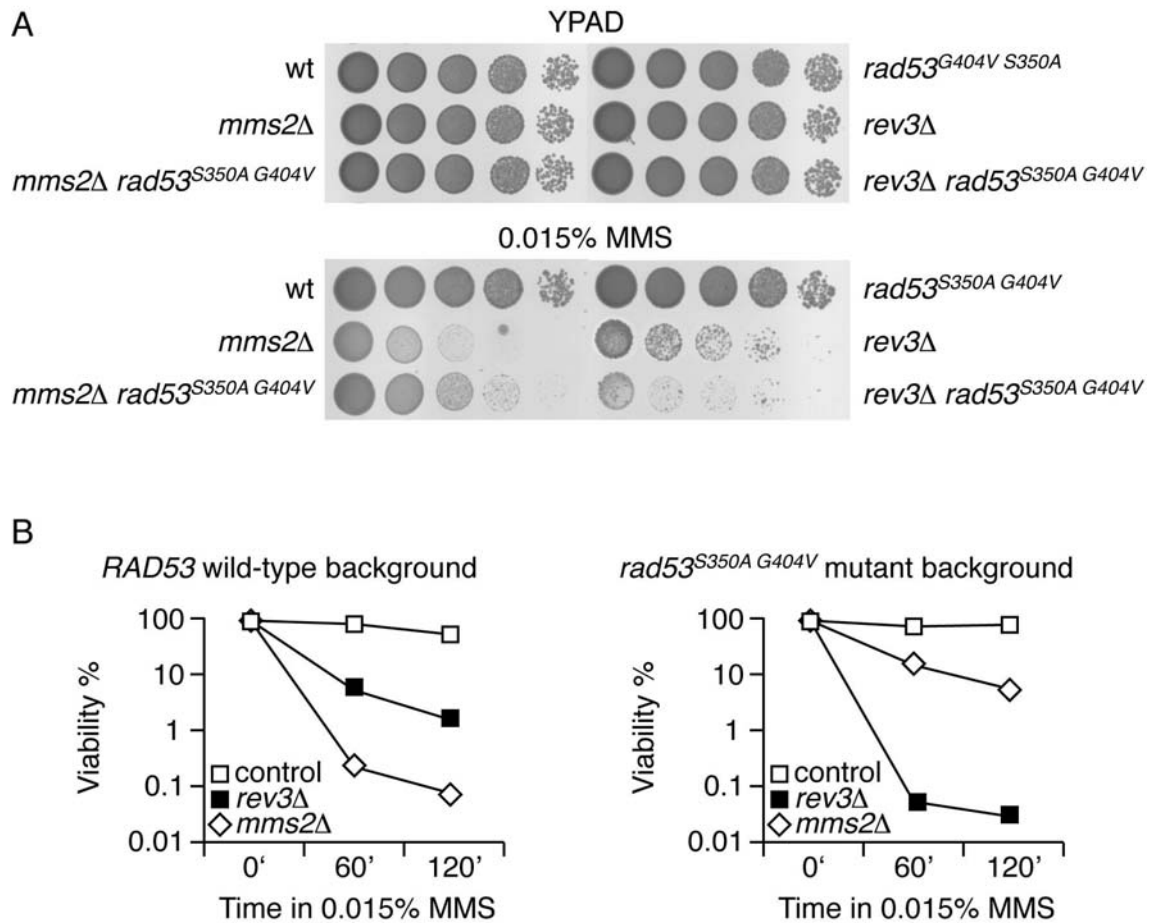 A
YPAD
wt
rad53G404V S350A
mms2Δ
rev3Δ
mms2Δ rad53S350A G404V
rev3Δ rad53S350A G404V
0.015% MMS
wt
rad53S350A G404V
mms2Δ
rev3Δ
mms2Δ rad53S350A G404V
rev3Δ rad53S350A G404V
B
RAD53 wild-type background
Viability %
100
10
1
0.1
0.01
control
rev3Δ
mms2Δ
0‘ 60’ 120’
Time in 0.015% MMS
rad53S350A G404V mutant background
Viability %
100
10
1
0.1
0.01
control
rev3Δ
mms2Δ
0‘ 60’ 120’
Time in 0.015% MMS